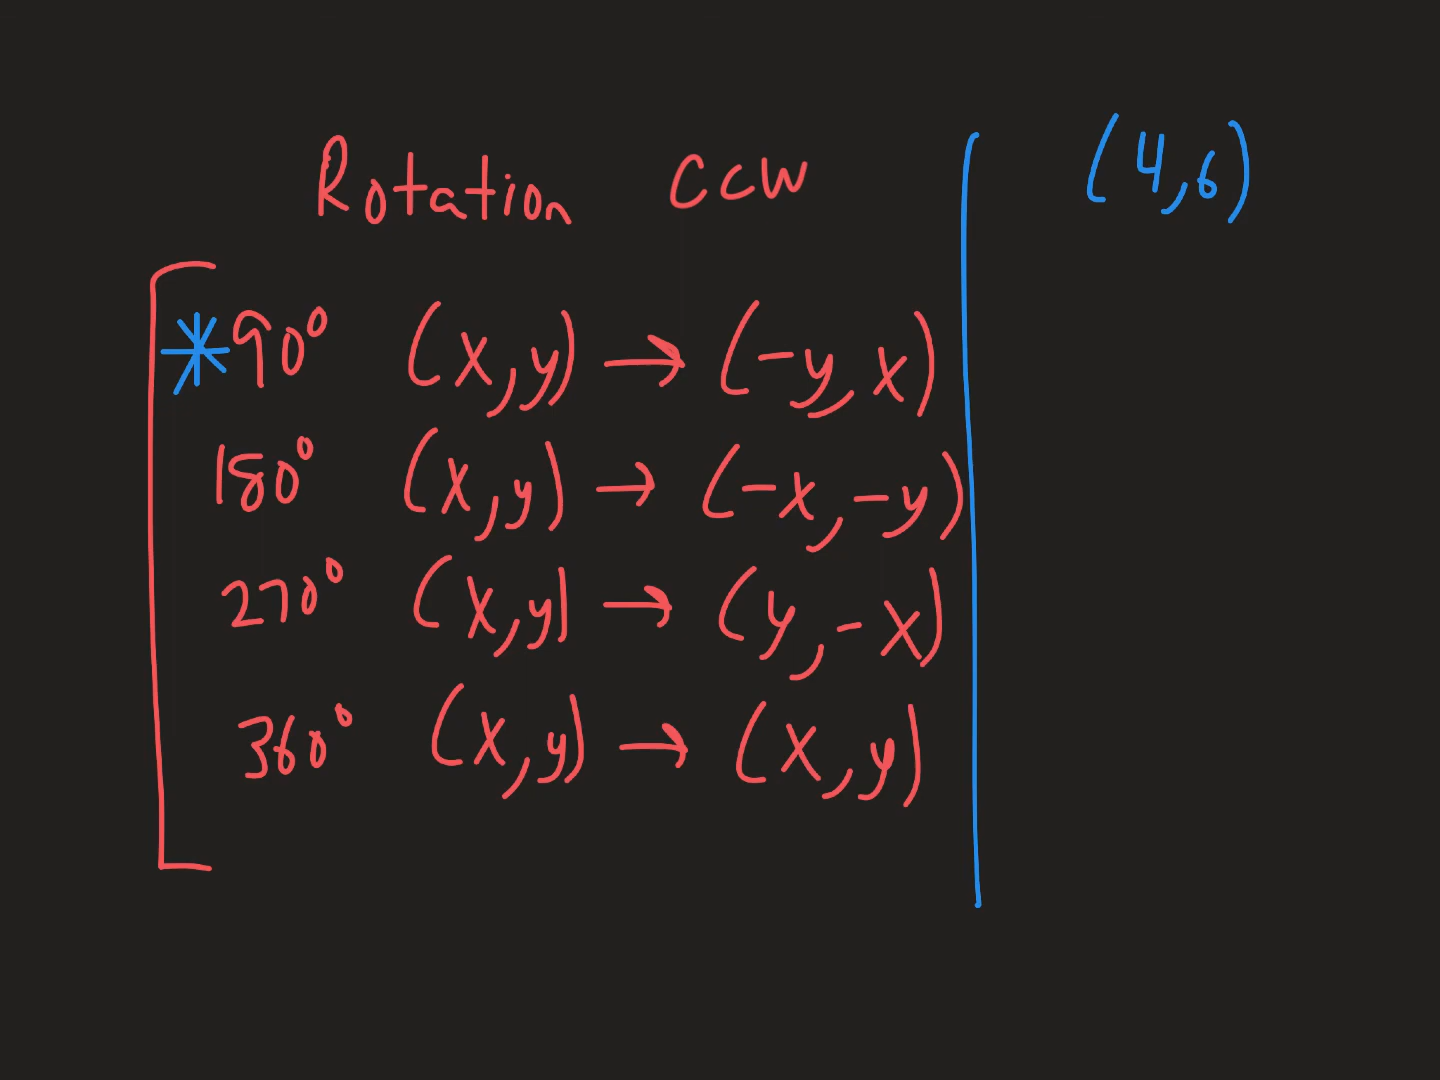 Rotation CCW
*90° (x,y) → (-y, x)
180° (x,y) → (-x,-y)
270° (x,y) → (y,-x)
360° (x,y) → (x,y)
(4,6)